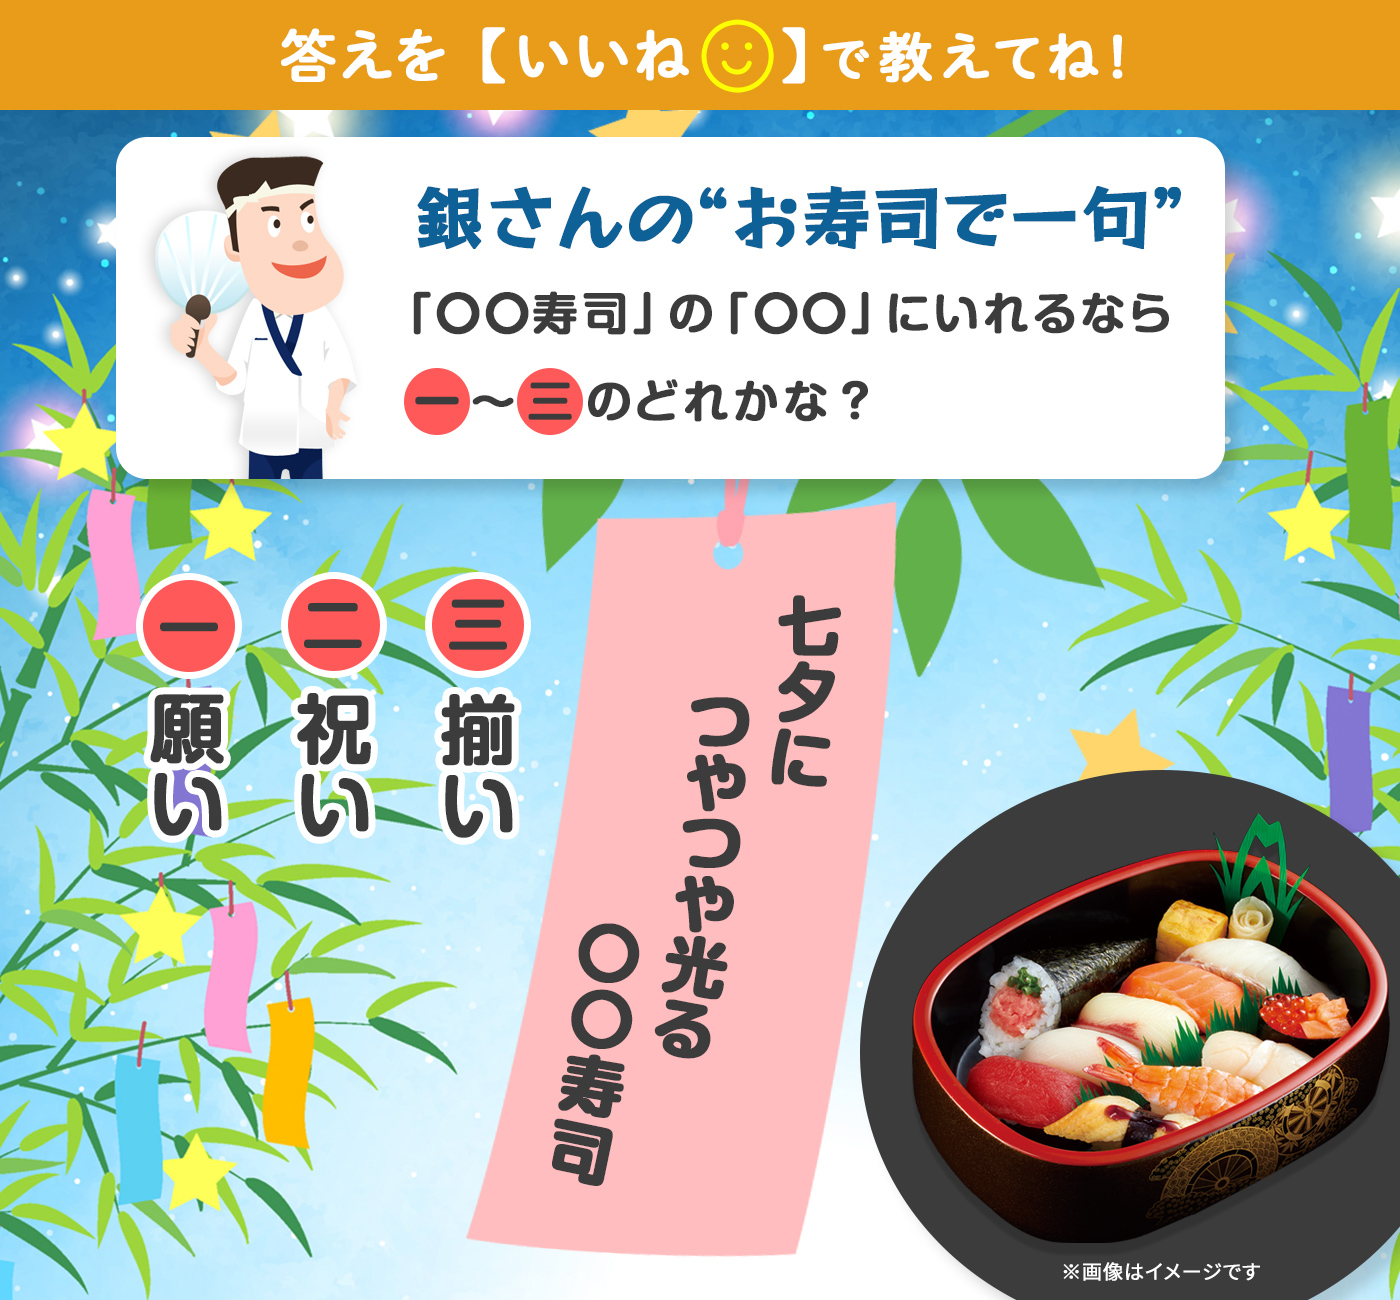 答えを【いいね】で教えてね!
銀さんの“お寿司で一句”
「〇〇寿司」の「〇〇」にいれるなら
一～三のどれかな？
一
願い
二
祝い
三
揃い
七夕に
つやつや光る
〇〇寿司
※画像はイメージです